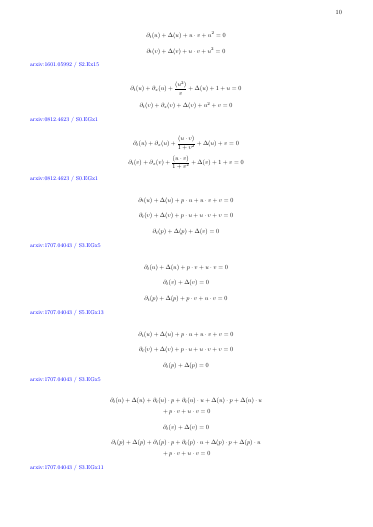 10
∂ₜ(u) + Δ(u) + u · v + u² = 0
∂t(v) + Δ(v) + u · v + u² = 0
arxiv:1601.05992 / S2.Ex15
∂ₜ(u) + ∂ₓ(u) + (u²)/v + Δ(u) + 1 + u = 0
∂ₜ(v) + ∂ₓ(v) + Δ(v) + u² + v = 0
arxiv:0812.4623 / S0.EGx1
∂ₜ(u) + ∂ₓ(u) + (u · v)/(1 + v²) + Δ(u) + v = 0
∂ₜ(v) + ∂ₓ(v) + (u · v)/(1 + v²) + Δ(v) + 1 + v = 0
arxiv:0812.4623 / S0.EGx1
∂t(u) + Δ(u) + p · u + u · v + v = 0
∂ₜ(v) + Δ(v) + p · u + u · v + v = 0
∂ₜ(p) + Δ(p) + Δ(v) = 0
arxiv:1707.04043 / S3.EGx5
∂ₜ(u) + Δ(u) + p · v + u · v = 0
∂ₜ(v) + Δ(v) = 0
∂ₜ(p) + Δ(p) + p · v + u · v = 0
arxiv:1707.04043 / S5.EGx13
∂ₜ(u) + Δ(u) + p · u + u · v + v = 0
∂ₜ(v) + Δ(v) + p · u + u · v + v = 0
∂ₜ(p) + Δ(p) = 0
arxiv:1707.04043 / S3.EGx5
∂ₜ(u) + Δ(u) + ∂ₜ(u) · p + ∂ₜ(u) · u + Δ(u) · p + Δ(u) · u
+ p · v + u · v = 0
∂ₜ(v) + Δ(v) = 0
∂ₜ(p) + Δ(p) + ∂ₜ(p) · p + ∂ₜ(p) · u + Δ(p) · p + Δ(p) · u
+ p · v + u · v = 0
arxiv:1707.04043 / S3.EGx11